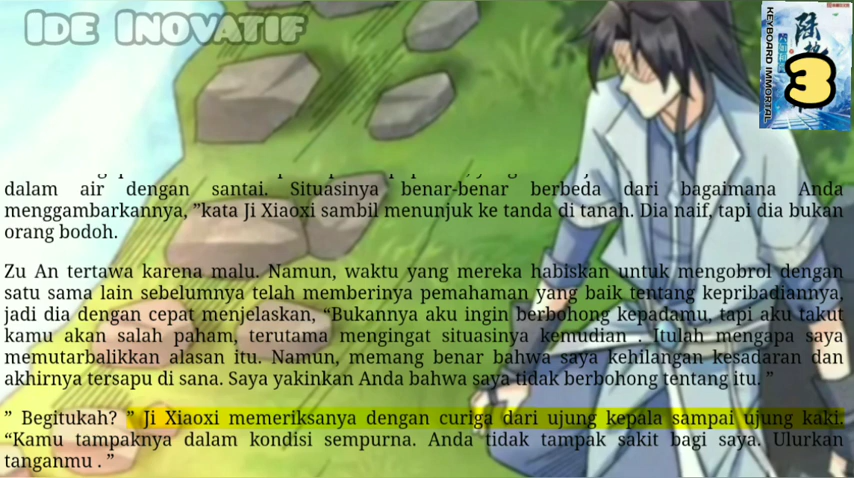 IDE INOVATIF
KEYBOARD IMMORTAL
3
dalam air dengan santai. Situasinya benar-benar berbeda dari bagaimana Anda
menggambarkannya, ”kata Ji Xiaoxi sambil menunjuk ke tanda di tanah. Dia naif, tapi dia bukan
orang bodoh.
Zu An tertawa karena malu. Namun, waktu yang mereka habiskan untuk mengobrol dengan
satu sama lain sebelumnya telah memberinya pemahaman yang baik tentang kepribadiannya,
jadi dia dengan cepat menjelaskan, “Bukannya aku ingin berbohong kepadamu, tapi aku takut
kamu akan salah paham, terutama mengingat situasinya kemudian . Itulah mengapa saya
memutarbalikkan alasan itu. Namun, memang benar bahwa saya kehilangan kesadaran dan
akhirnya tersapu di sana. Saya yakinkan Anda bahwa saya tidak berbohong tentang itu. ”
” Begitukah? ” Ji Xiaoxi memeriksanya dengan curiga dari ujung kepala sampai ujung kaki.
“Kamu tampaknya dalam kondisi sempurna. Anda tidak tampak sakit bagi saya. Ulurkan
tanganmu . ”